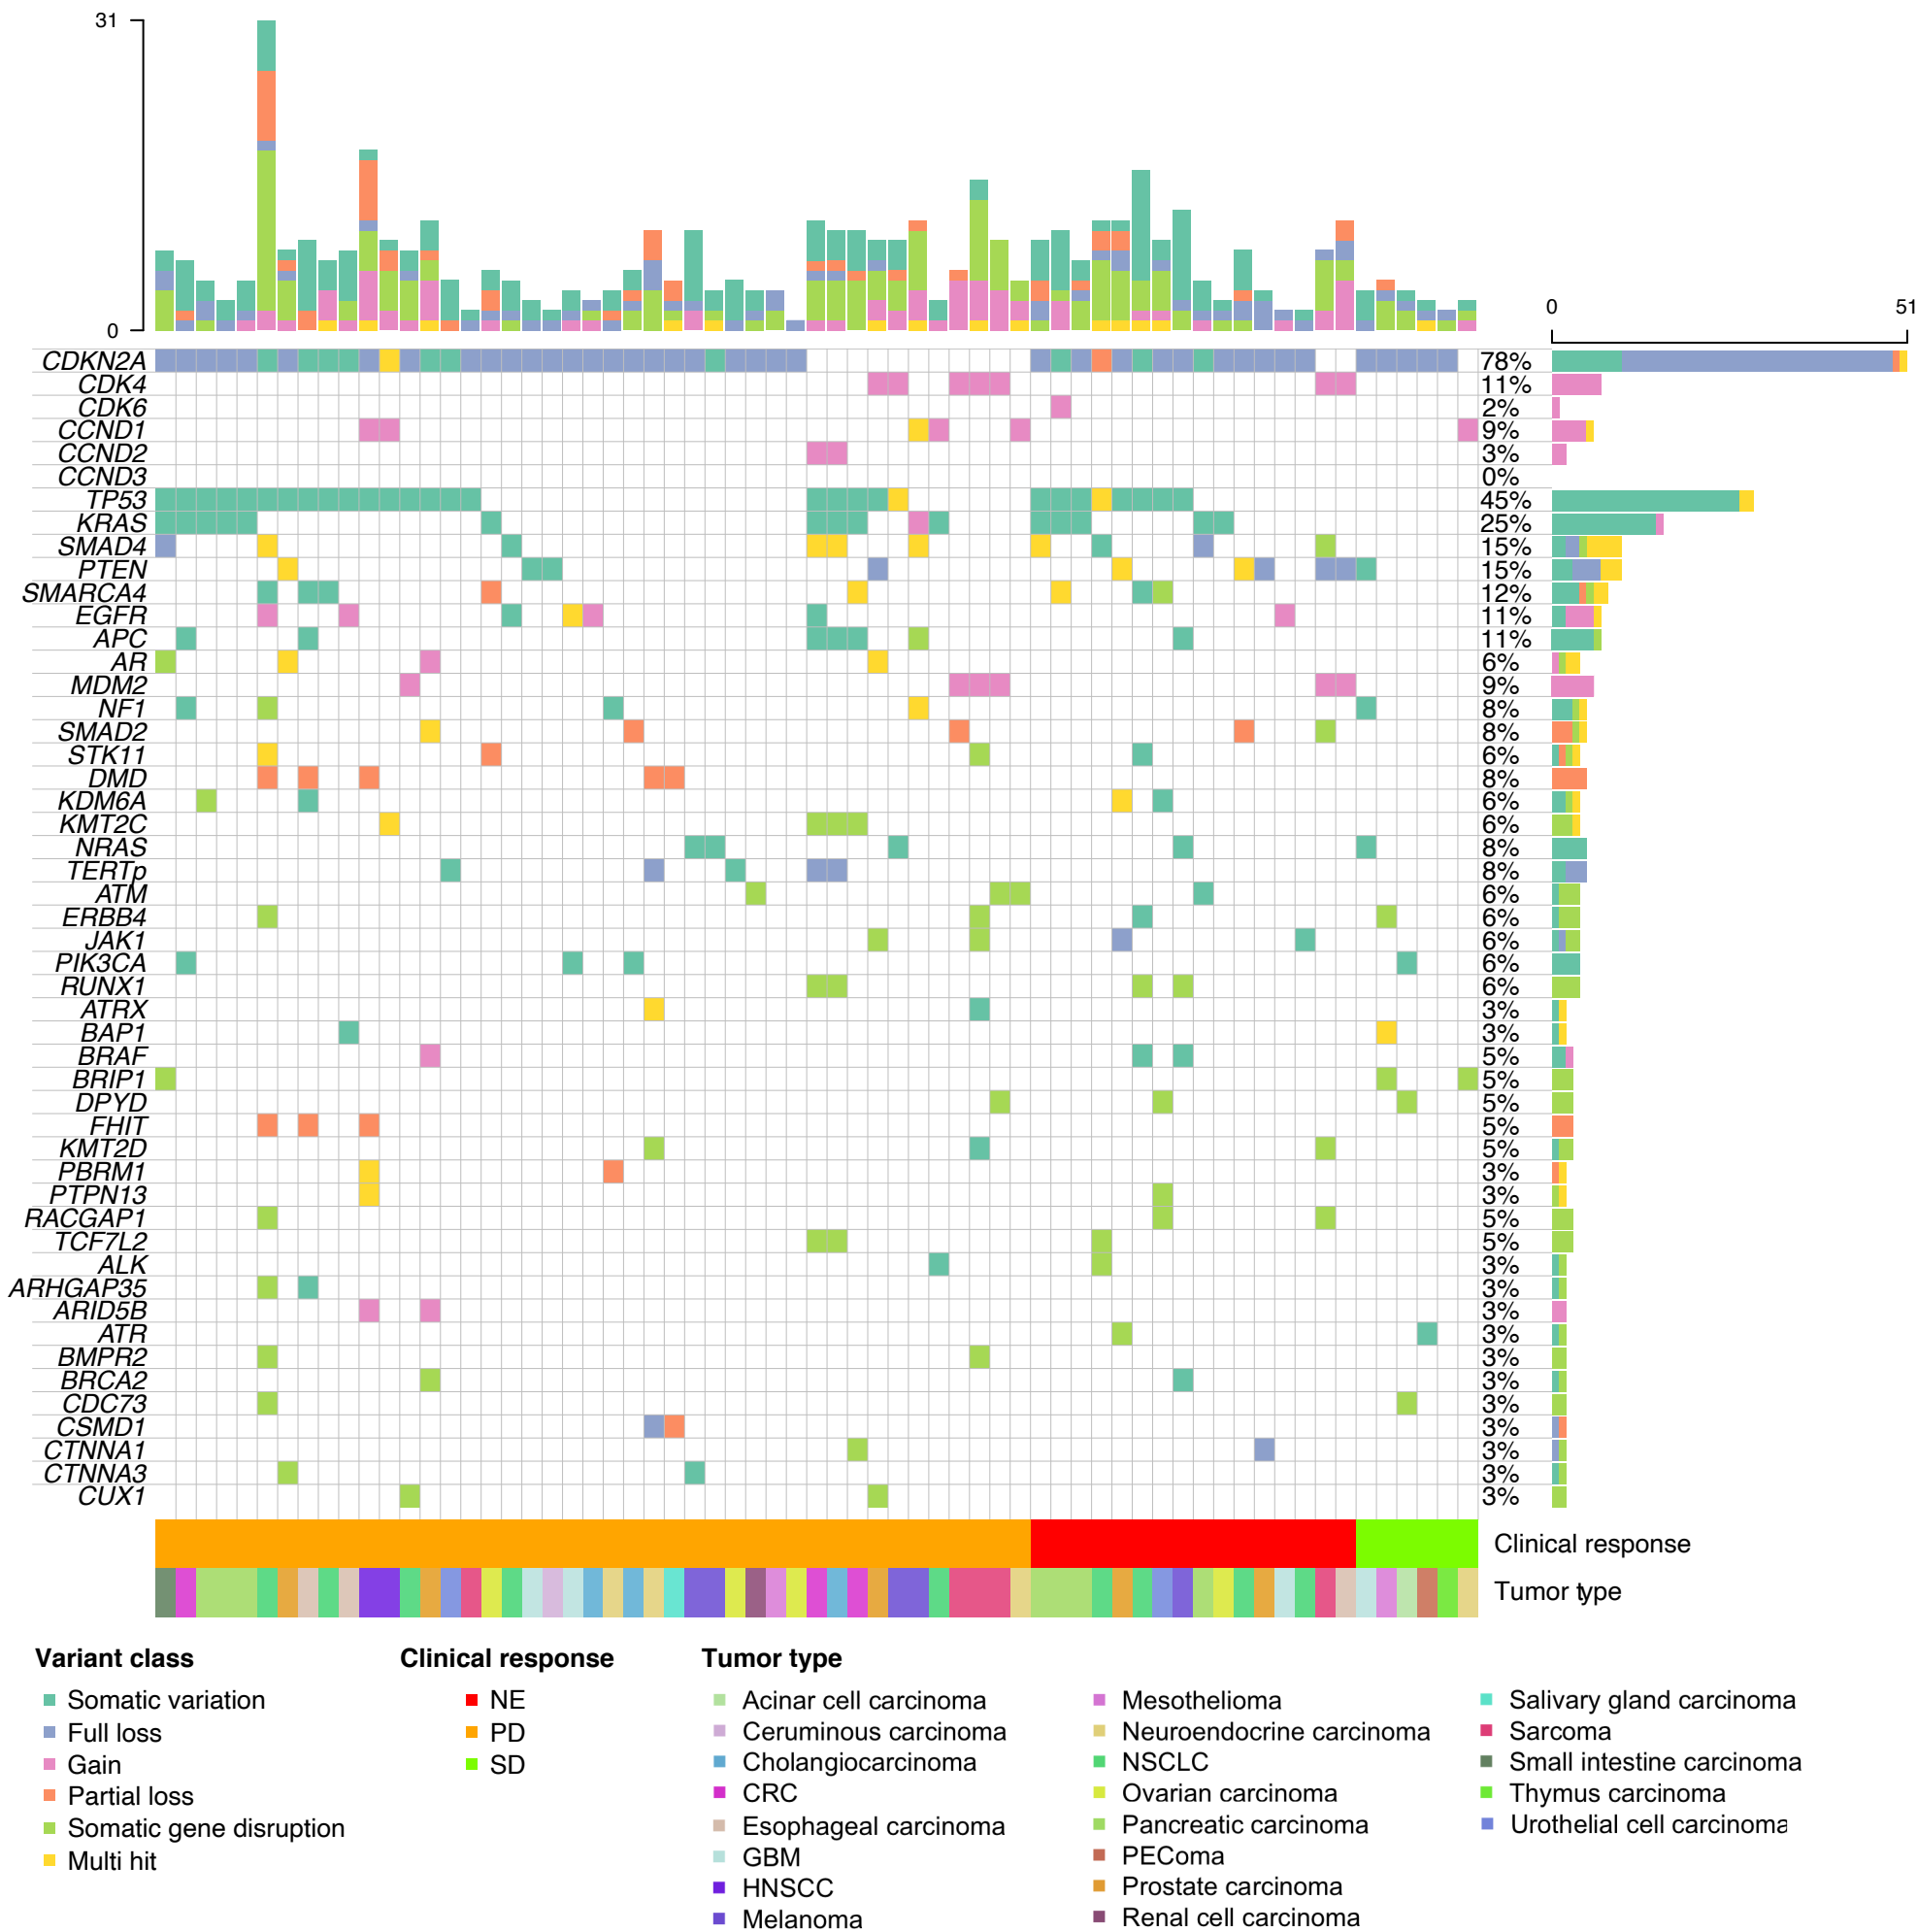 31
0
0 51
CDKN2A 78%
CDK4 11%
CDK6 2%
CCND1 9%
CCND2 3%
CCND3 0%
TP53 45%
KRAS 25%
SMAD4 15%
PTEN 15%
SMARCA4 12%
EGFR 11%
APC 11%
AR 6%
MDM2 9%
NF1 8%
SMAD2 8%
STK11 6%
DMD 8%
KDM6A 6%
KMT2C 6%
NRAS 8%
TERTp 8%
ATM 6%
ERBB4 6%
JAK1 6%
PIK3CA 6%
RUNX1 6%
ATRX 3%
BAP1 3%
BRAF 5%
BRIP1 5%
DPYD 5%
FHIT 5%
KMT2D 5%
PBRM1 3%
PTPN13 3%
RACGAP1 5%
TCF7L2 5%
ALK 3%
ARHGAP35 3%
ARID5B 3%
ATR 3%
BMPR2 3%
BRCA2 3%
CDC73 3%
CSMD1 3%
CTNNA1 3%
CTNNA3 3%
CUX1 3%
Clinical response
Tumor type
Variant class
Somatic variation
Full loss
Gain
Partial loss
Somatic gene disruption
Multi hit
Clinical response
NE
PD
SD
Tumor type
Acinar cell carcinoma
Ceruminous carcinoma
Cholangiocarcinoma
CRC
Esophageal carcinoma
GBM
HNSCC
Melanoma
Mesothelioma
Neuroendocrine carcinoma
NSCLC
Ovarian carcinoma
Pancreatic carcinoma
PEComa
Prostate carcinoma
Renal cell carcinoma
Salivary gland carcinoma
Sarcoma
Small intestine carcinoma
Thymus carcinoma
Urothelial cell carcinoma